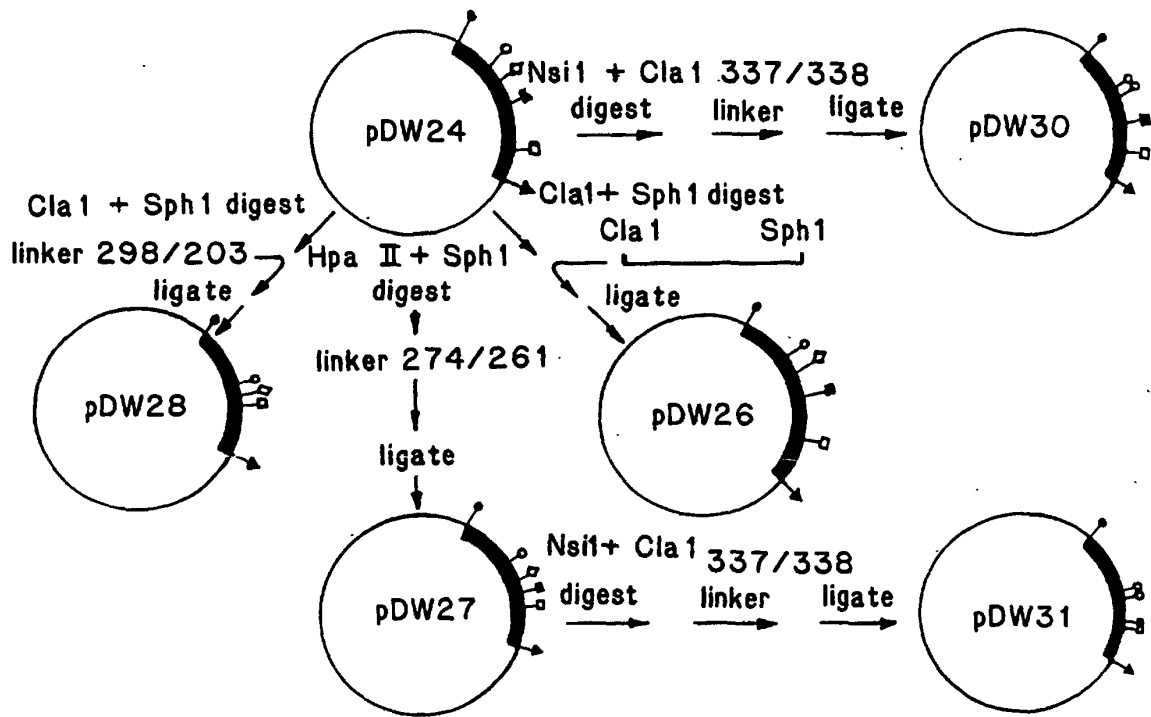 Nsi1 + Cla1 337/338
digest linker ligate
pDW24
pDW30
Cla1 + Sph1 digest
Cla1+ Sph1 digest
Cla1 Sph1
linker 298/203
Hpa II + Sph1
digest
ligate
ligate
linker 274/261
pDW28
pDW26
ligate
Nsi1+ Cla1 337/338
digest linker ligate
pDW27
pDW31